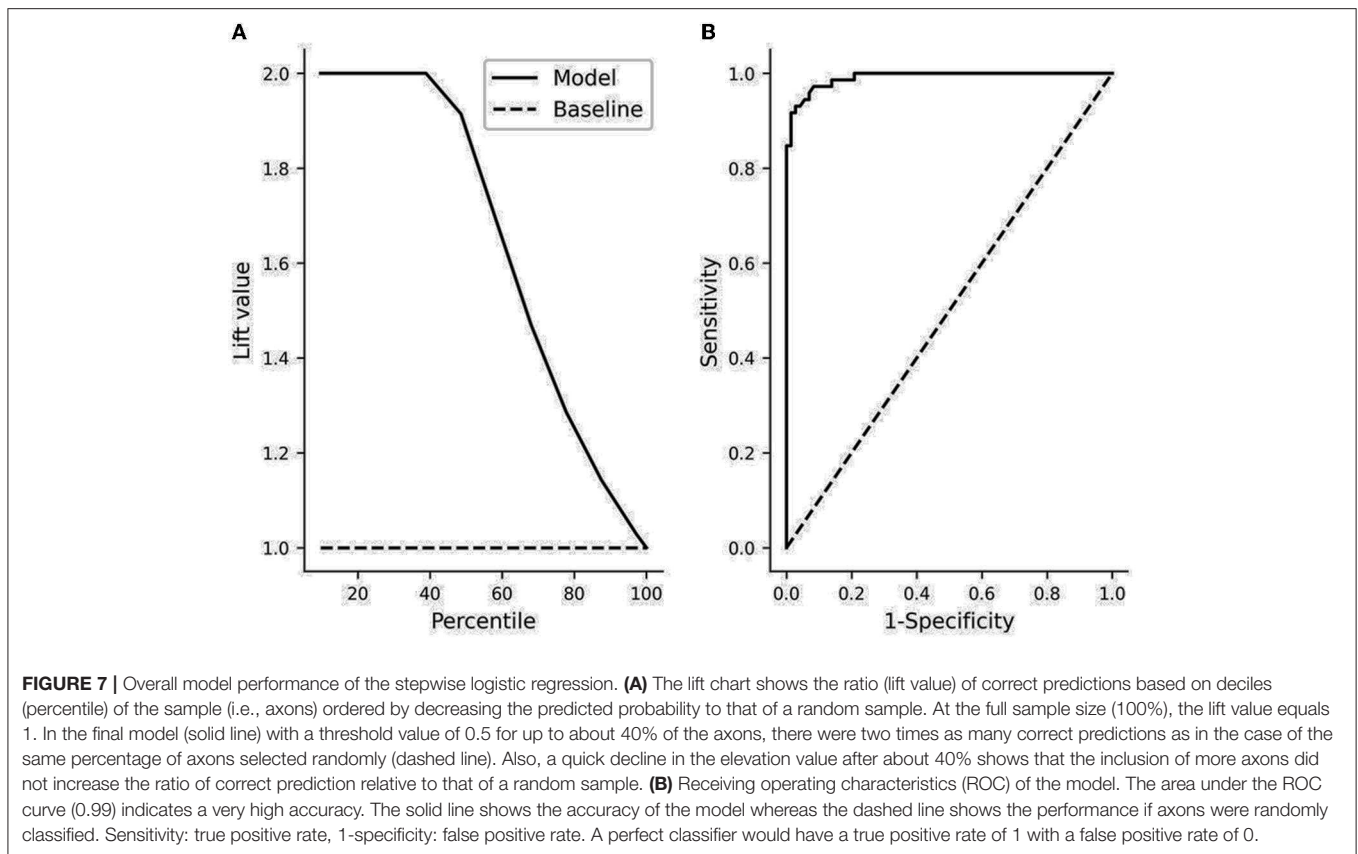 A
B
2.0
1.8
1.6
1.4
1.2
1.0
Lift value
Model
Baseline
20 40 60 80 100
Percentile
1.0
0.8
0.6
0.4
0.2
0.0
Sensitivity
0.0 0.2 0.4 0.6 0.8 1.0
1-Specificity
FIGURE 7 | Overall model performance of the stepwise logistic regression. (A) The lift chart shows the ratio (lift value) of correct predictions based on deciles
(percentile) of the sample (i.e., axons) ordered by decreasing the predicted probability to that of a random sample. At the full sample size (100%), the lift value equals
1. In the final model (solid line) with a threshold value of 0.5 for up to about 40% of the axons, there were two times as many correct predictions as in the case of the
same percentage of axons selected randomly (dashed line). Also, a quick decline in the elevation value after about 40% shows that the inclusion of more axons did
not increase the ratio of correct prediction relative to that of a random sample. (B) Receiving operating characteristics (ROC) of the model. The area under the ROC
curve (0.99) indicates a very high accuracy. The solid line shows the accuracy of the model whereas the dashed line shows the performance if axons were randomly
classified. Sensitivity: true positive rate, 1-specificity: false positive rate. A perfect classifier would have a true positive rate of 1 with a false positive rate of 0.